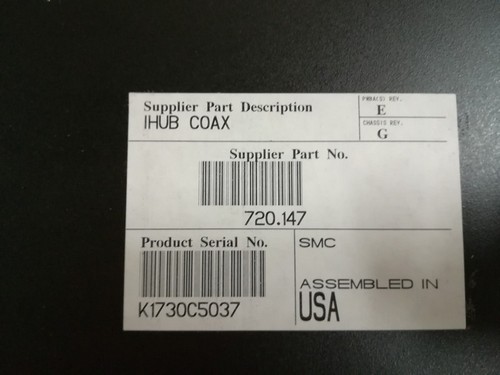 Supplier Part Description
IHUB COAX
PWBA(S) REV.
E
CHASSIS REV.
G
Supplier Part No.
720.147
Product Serial No.
K1730C5037
SMC
ASSEMBLED IN
USA